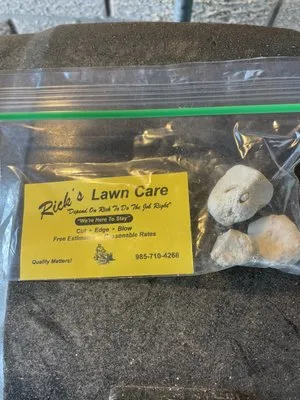 Rick's Lawn Care
"Depend On Rick To Do The Job Right"
"We're Here To Stay"
Cut • Edge • Blow
Free Estimates Reasonable Rates
Quality Matters!
985-710-4268